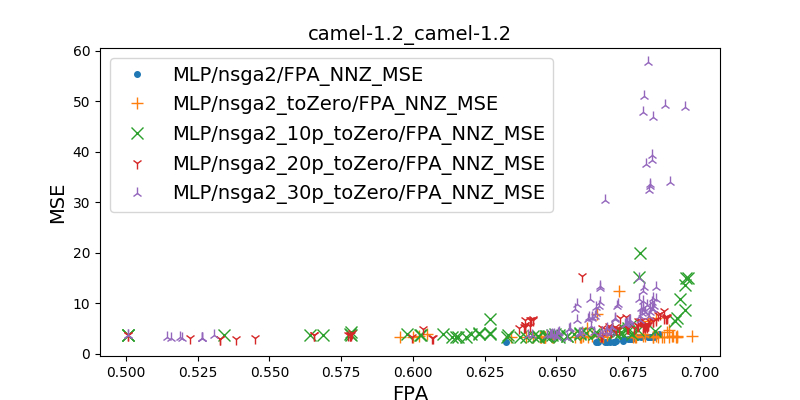 camel-1.2_camel-1.2
MLP/nsga2/FPA_NNZ_MSE
MLP/nsga2_toZero/FPA_NNZ_MSE
MLP/nsga2_10p_toZero/FPA_NNZ_MSE
MLP/nsga2_20p_toZero/FPA_NNZ_MSE
MLP/nsga2_30p_toZero/FPA_NNZ_MSE
MSE
60
50
40
30
20
10
0
0.500 0.525 0.550 0.575 0.600 0.625 0.650 0.675 0.700
FPA